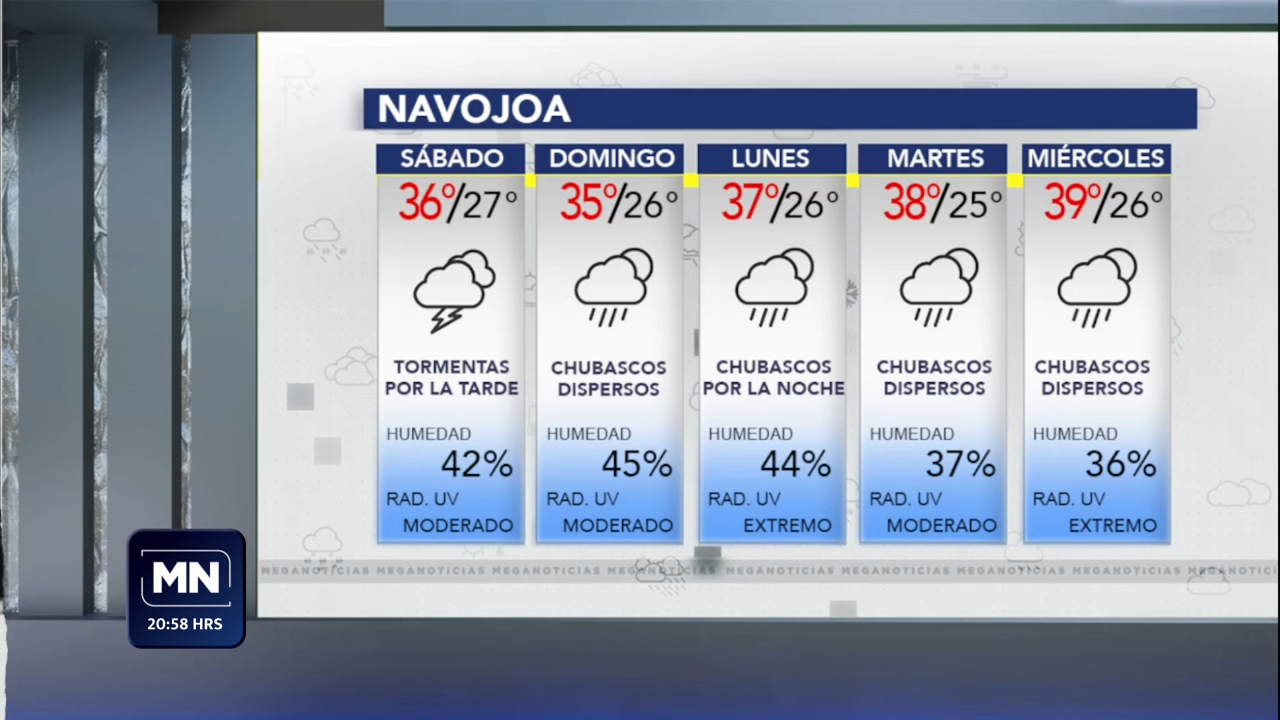 NAVOJOA
SÁBADO
36°/27°
TORMENTAS
POR LA TARDE
HUMEDAD
42%
RAD. UV
MODERADO
DOMINGO
35°/26°
CHUBASCOS
DISPERSOS
HUMEDAD
45%
RAD. UV
MODERADO
LUNES
37°/26°
CHUBASCOS
POR LA NOCHE
HUMEDAD
44%
RAD. UV
EXTREMO
MARTES
38°/25°
CHUBASCOS
DISPERSOS
HUMEDAD
37%
RAD. UV
MODERADO
MIÉRCOLES
39°/26°
CHUBASCOS
DISPERSOS
HUMEDAD
36%
RAD. UV
EXTREMO
MEGANOTICIAS MEGANOTICIAS MEGANOTICIAS MEGANOTICIAS MEGANOTICIAS MEGANOTICIAS MEGANOTICIAS MEGANOTICIAS MEGANOTICI
MN
20:58 HRS